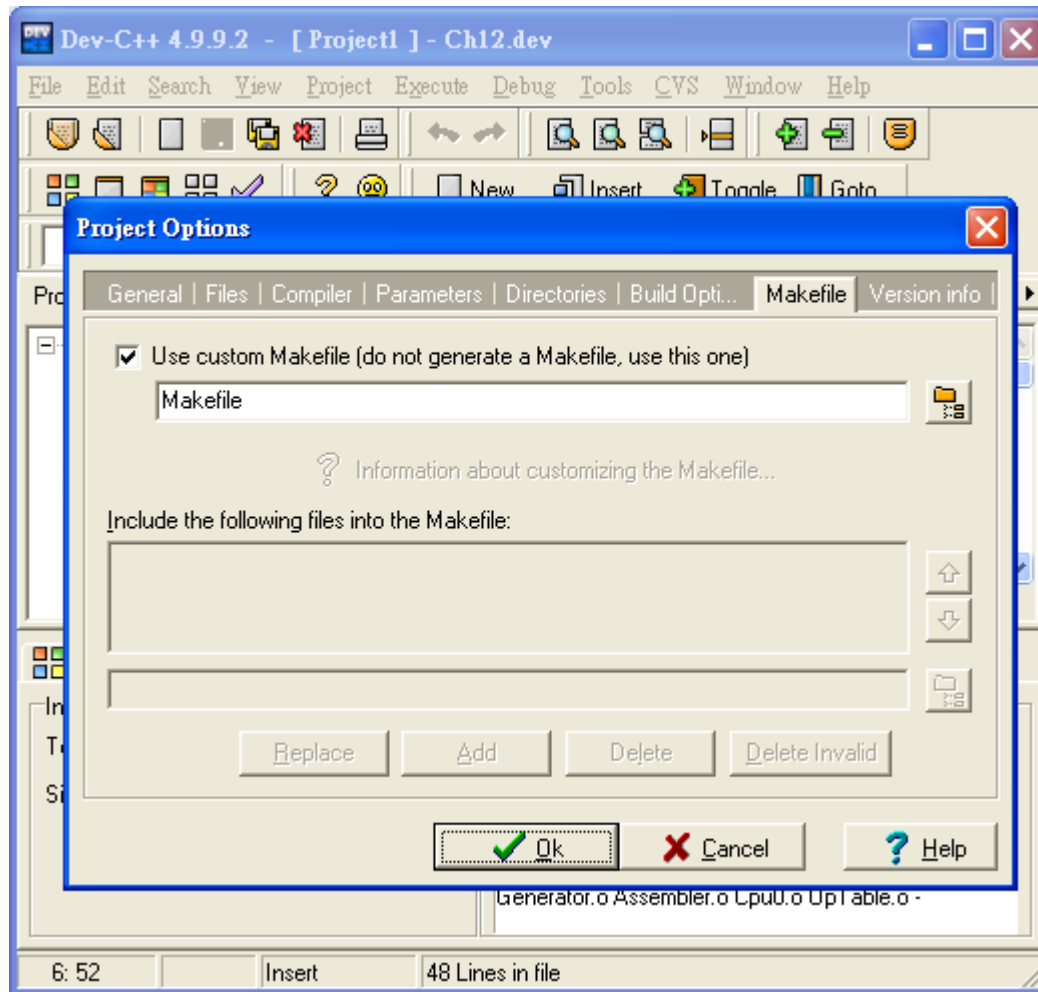 Dev-C++ 4.9.9.2 - [ Project1 ] - Ch12.dev
File Edit Search View Project Execute Debug Tools CVS Window Help
New Insert Toggle Goto
Project Options
Pro
General | Files | Compiler | Parameters | Directories | Build Opti... Makefile Version info
Use custom Makefile (do not generate a Makefile, use this one)
Makefile
Information about customizing the Makefile...
Include the following files into the Makefile:
In
Replace Add Delete Delete Invalid
Si
Ok Cancel Help
Generator.o Assembler.o Cpu0.o OpTable.o -
6: 52 Insert 48 Lines in file